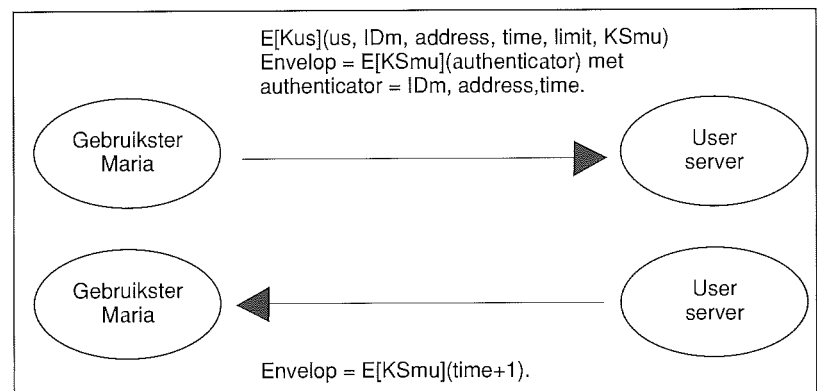 E[Kus](us, IDm, address, time, limit, KSmu)
Envelop = E[KSmu](authenticator) met
authenticator = IDm, address,time.
Gebruikster
Maria
User
server
Gebruikster
Maria
User
server
Envelop = E[KSmu](time+1).